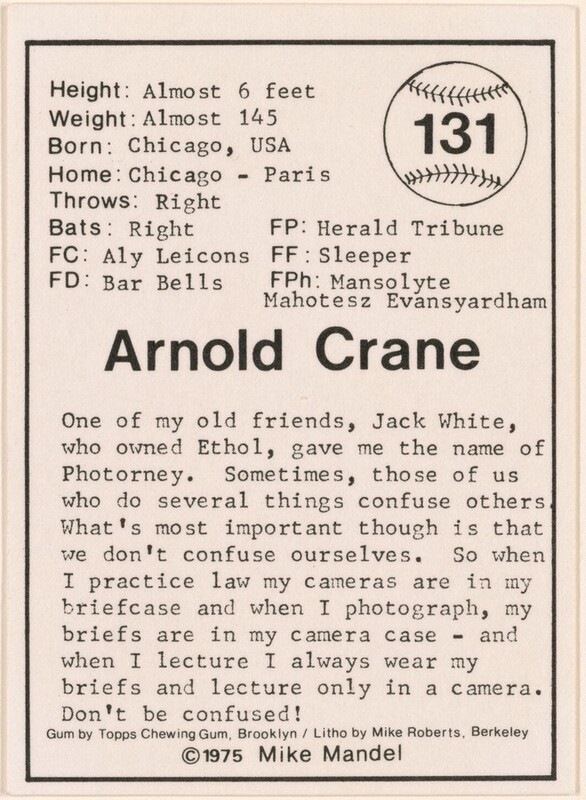 Height: Almost 6 feet
Weight: Almost 145
Born: Chicago, USA
131
Home: Chicago - Paris
Throws: Right
Bats: Right FP: Herald Tribune
FC: Aly Leicons FF: Sleeper
FD: Bar Bells FPh: Mansolyte
Mahotesz Evansyardham
Arnold Crane
One of my old friends, Jack White,
who owned Ethol, gave me the name of
Photorney. Sometimes, those of us
who do several things confuse others.
What's most important though is that
we don't confuse ourselves. So when
I practice law my cameras are in my
briefcase and when I photograph, my
briefs are in my camera case - and
when I lecture I always wear my
briefs and lecture only in a camera.
Don't be confused!
Gum by Topps Chewing Gum, Brooklyn / Litho by Mike Roberts, Berkeley
©1975 Mike Mandel